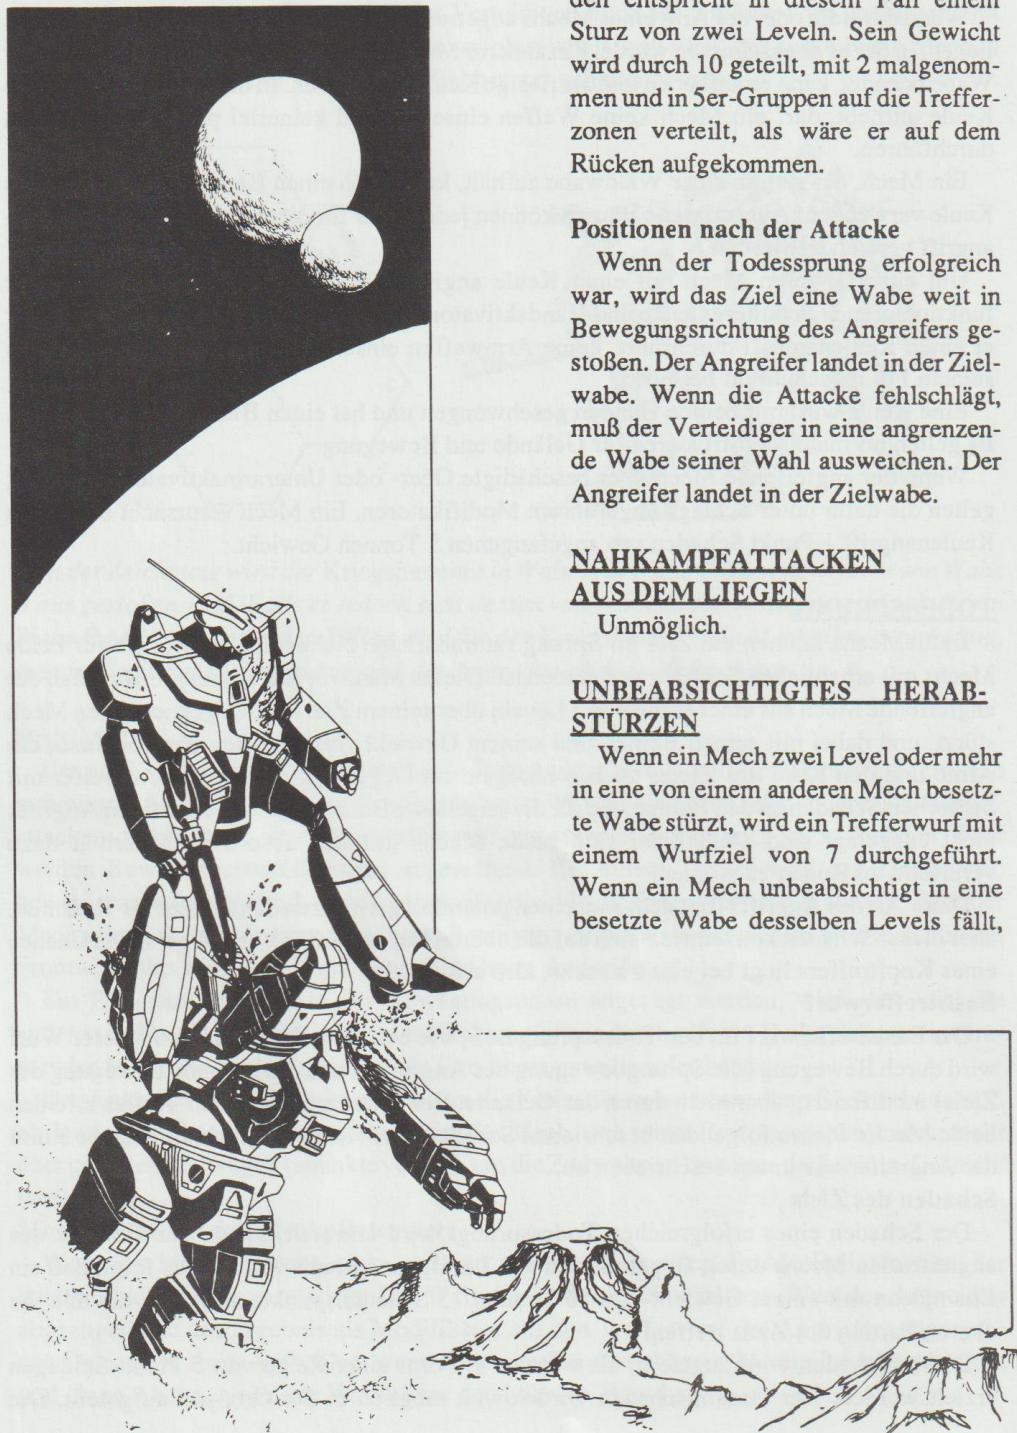 den entspricht in diesem Fall einem
Sturz von zwei Leveln. Sein Gewicht
wird durch 10 geteilt, mit 2 malgenom-
men und in 5er-Gruppen auf die Treffer-
zonen verteilt, als wäre er auf dem
Rücken aufgekommen.
Positionen nach der Attacke
Wenn der Todessprung erfolgreich
war, wird das Ziel eine Wabe weit in
Bewegungsrichtung des Angreifers ge-
stoßen. Der Angreifer landet in der Ziel-
wabe. Wenn die Attacke fehlschlägt,
muß der Verteidiger in eine angrenzen-
de Wabe seiner Wahl ausweichen. Der
Angreifer landet in der Zielwabe.
NAHKAMPFATTACKEN
AUS DEM LIEGEN
Unmöglich.
UNBEABSICHTIGTES HERAB-
STÜRZEN
Wenn ein Mech zwei Level oder mehr
in eine von einem anderen Mech besetz-
te Wabe stürzt, wird ein Trefferwurf mit
einem Wurfziel von 7 durchgeführt.
Wenn ein Mech unbeabsichtigt in eine
besetzte Wabe desselben Levels fällt,